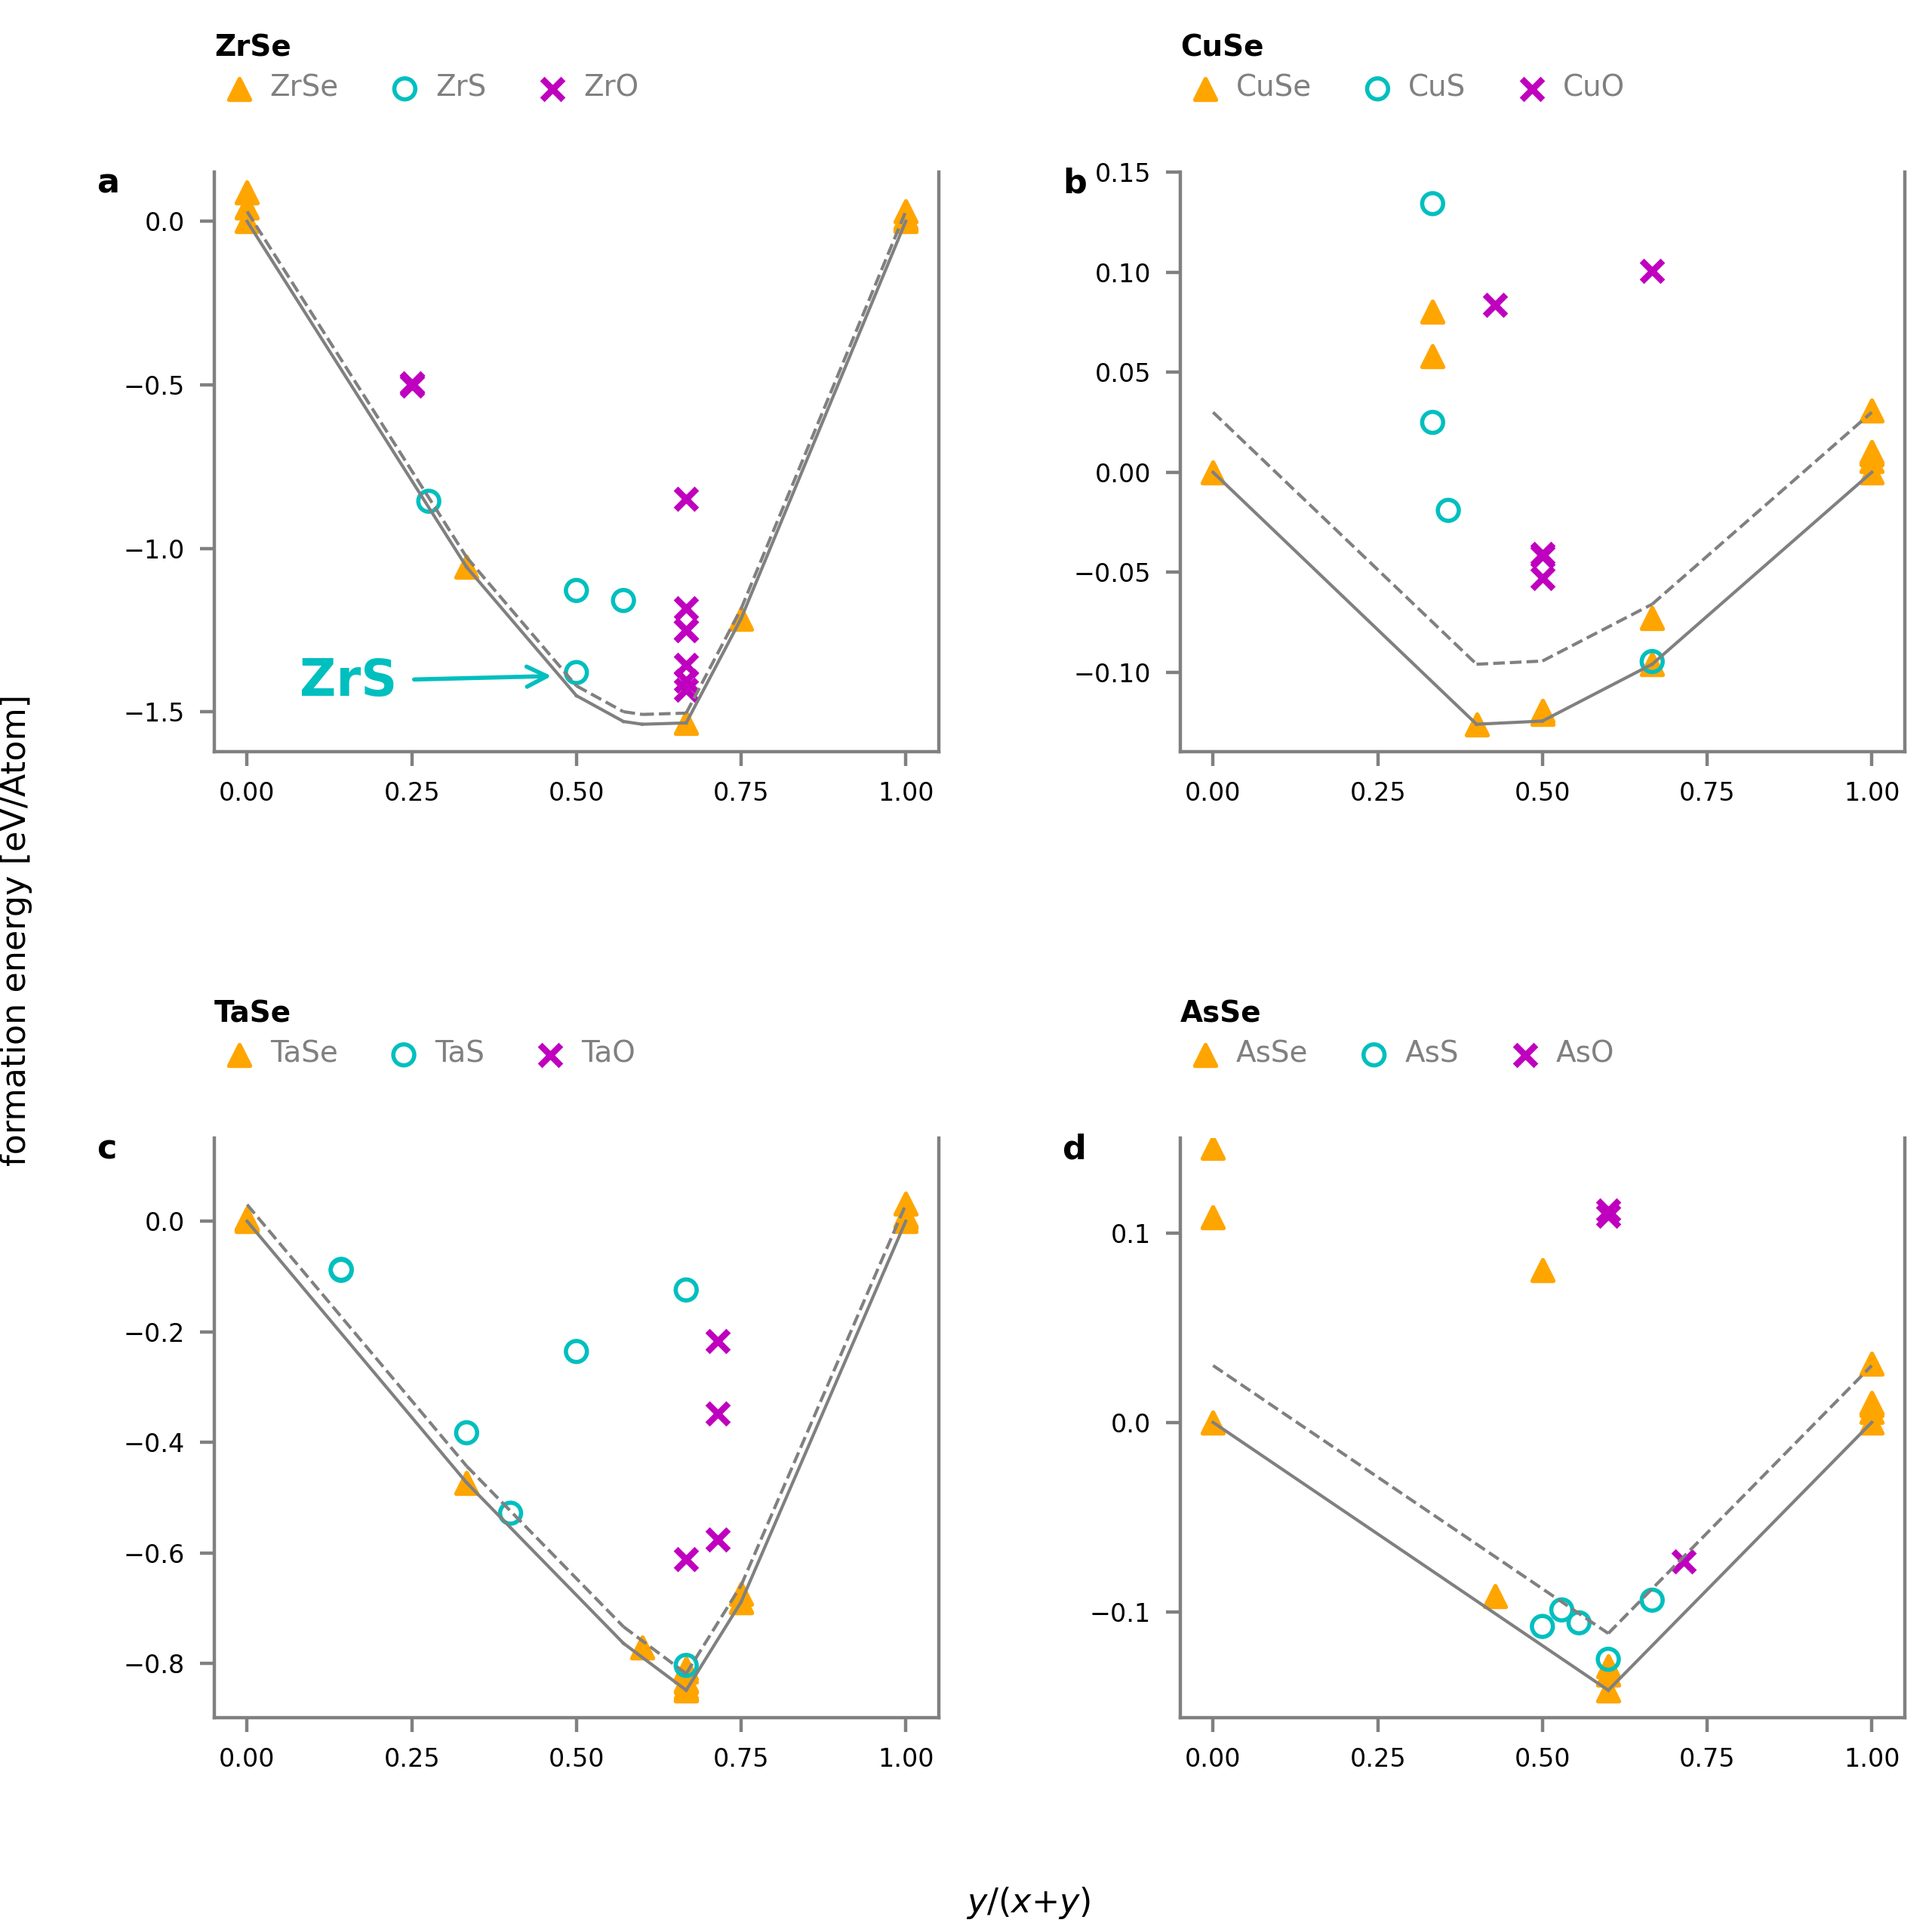 ZrSe
ZrSe ZrS ZrO
a
0.0
−0.5
−1.0
−1.5
ZrS
0.00 0.25 0.50 0.75 1.00
CuSe
CuSe CuS CuO
b
0.15
0.10
0.05
0.00
−0.05
−0.10
0.00 0.25 0.50 0.75 1.00
formation energy [eV/Atom]
TaSe
TaSe TaS TaO
c
0.0
−0.2
−0.4
−0.6
−0.8
0.00 0.25 0.50 0.75 1.00
AsSe
AsSe AsS AsO
d
0.1
0.0
−0.1
0.00 0.25 0.50 0.75 1.00
y/(x+y)